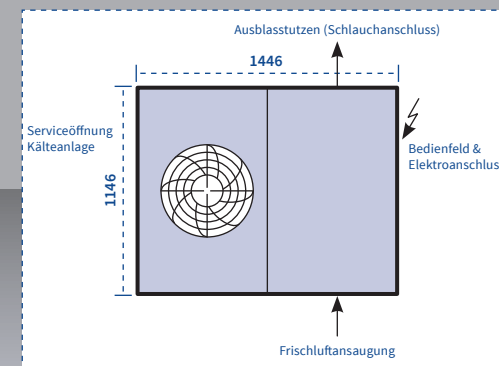 Ausblasstutzen (Schlauchanschluss)
1446
Serviceöffnung
Kälteanlage
1146
Bedienfeld &
Elektroanschlus
Frischluftansaugung